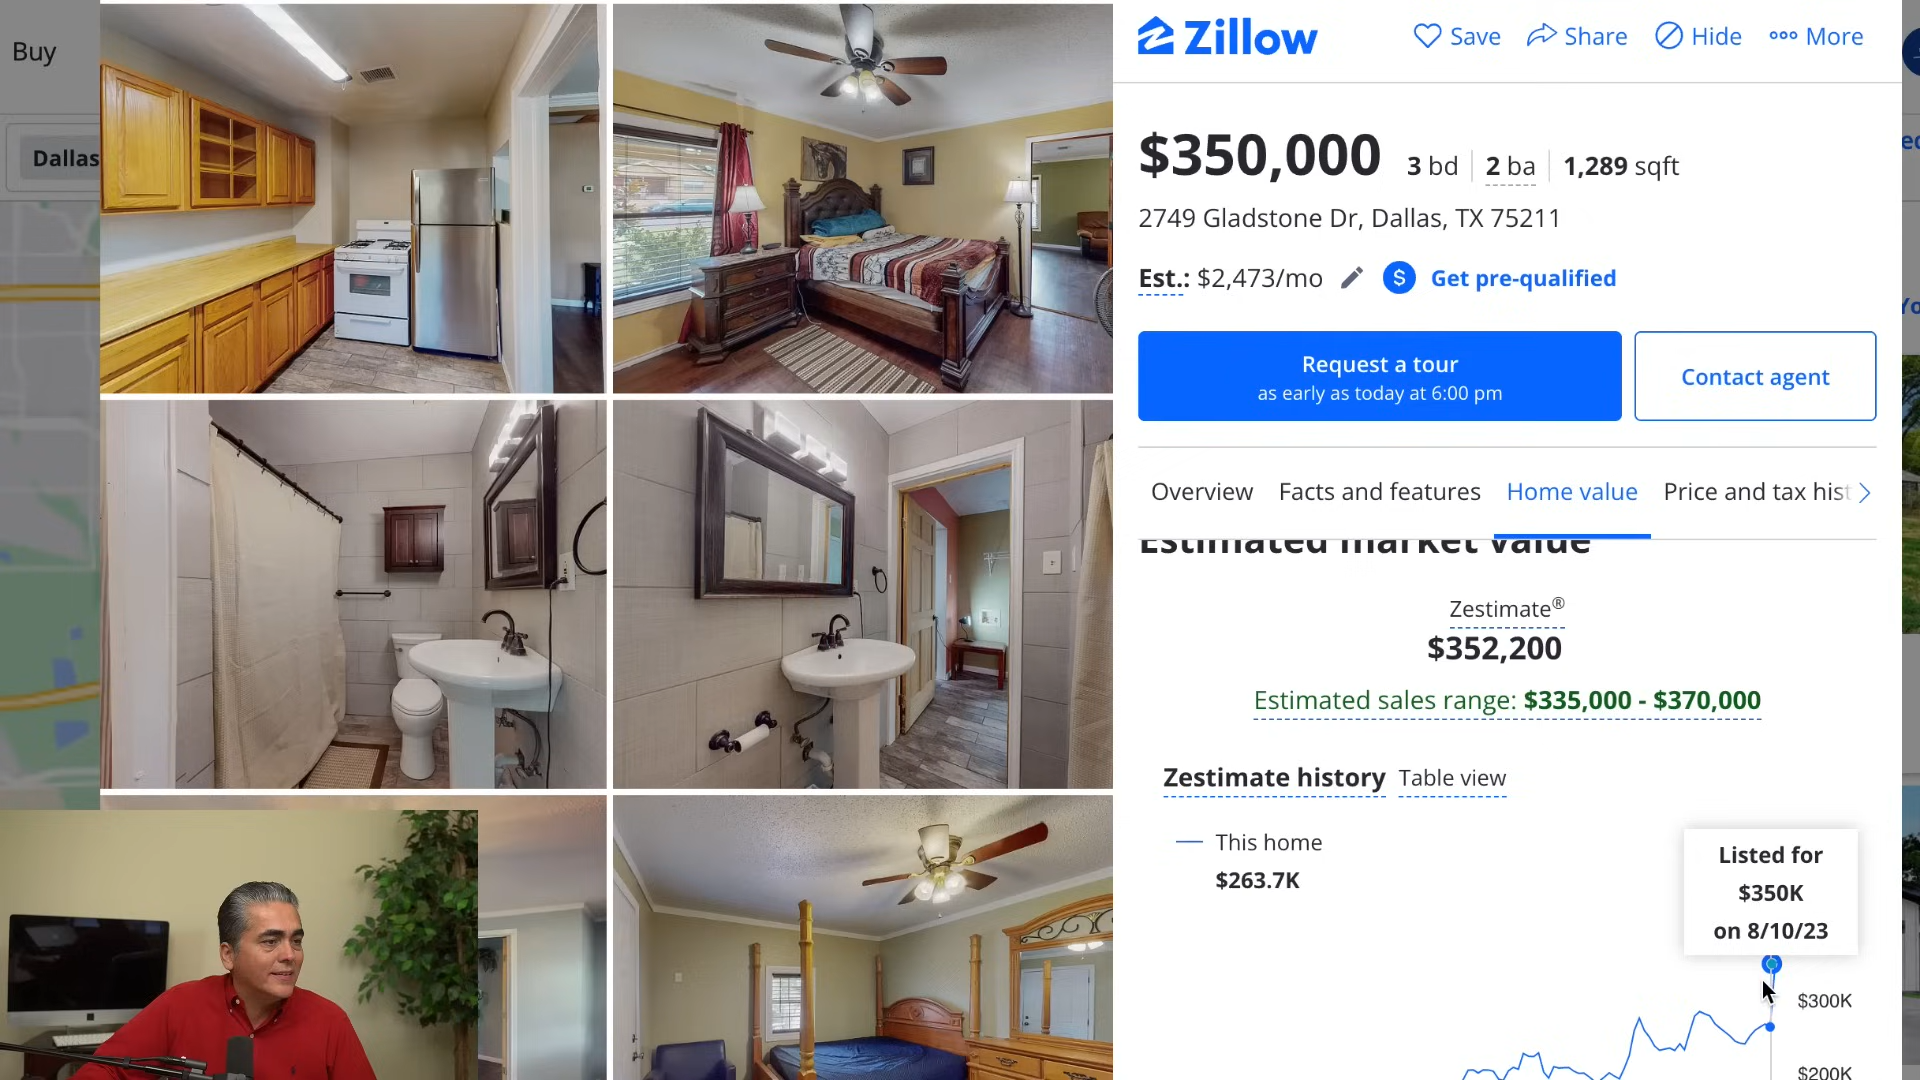 Buy
Dallas
Zillow
Save
Share
Hide
More
$350,000
3 bd
2 ba
1,289 sqft
2749 Gladstone Dr, Dallas, TX 75211
Est.: $2,473/mo
$
Get pre-qualified
Request a tour
as early as today at 6:00 pm
Contact agent
Overview
Facts and features
Home value
Price and tax hist
Estimated market value
Zestimate®
$352,200
Estimated sales range: $335,000 - $370,000
Zestimate history
Table view
This home
$263.7K
Listed for
$350K
on 8/10/23
$300K
$200K